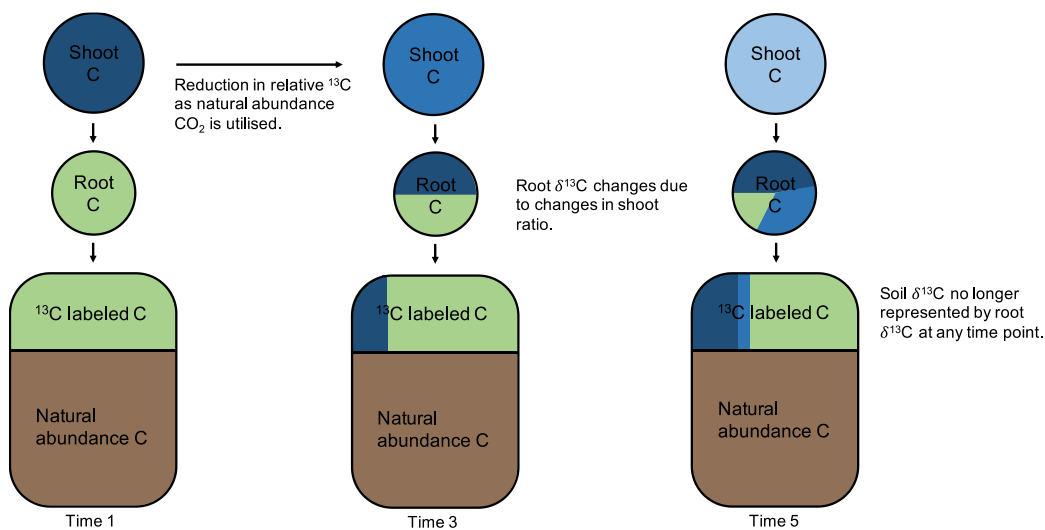 Shoot
C
Reduction in relative ¹³C
as natural abundance
CO₂ is utilised.
Shoot
C
Shoot
C
Root
C
Root
C
Root δ¹³C changes due
to changes in shoot
ratio.
Root
C
¹³C labeled C
¹³C labeled C
¹³C labeled C
Soil δ¹³C no longer
represented by root
δ¹³C at any time point.
Natural
abundance C
Natural
abundance C
Natural
abundance C
Time 1
Time 3
Time 5